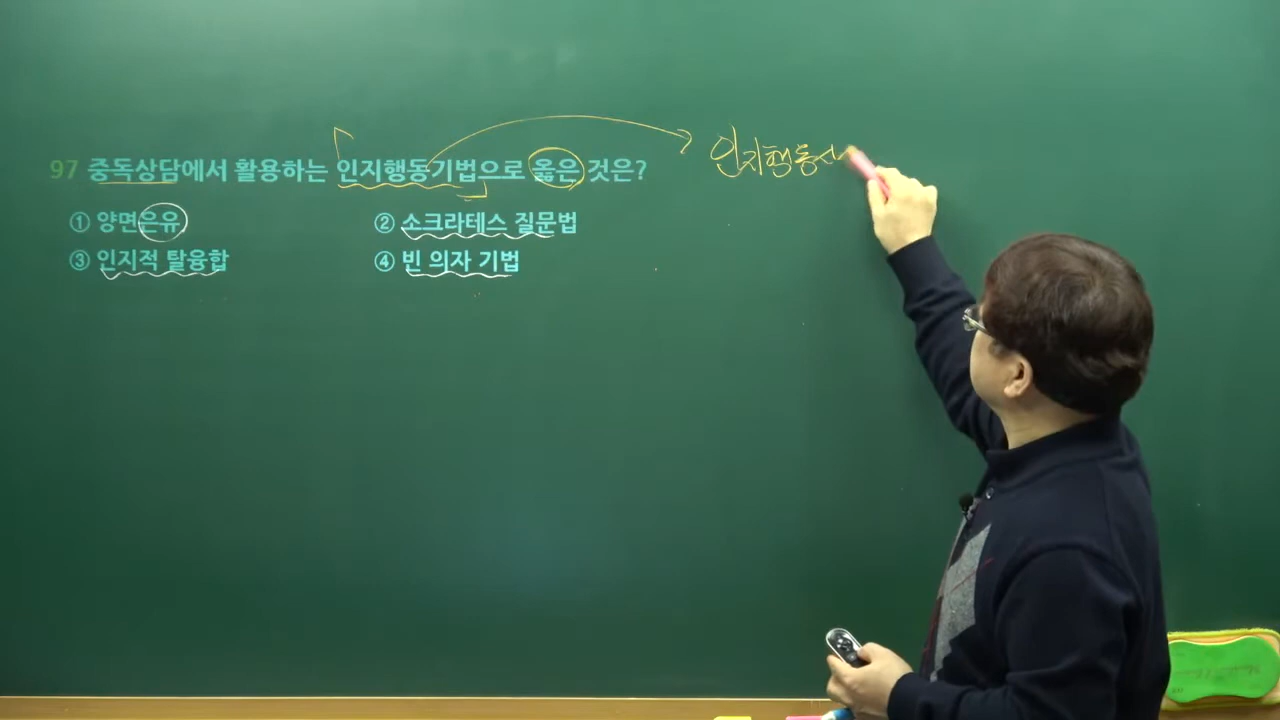 97 중독상담에서 활용하는 인지행동기법으로 옳은 것은?
인지행동
① 양면은유
② 소크라테스 질문법
③ 인지적 탈융합
④ 빈 의자 기법